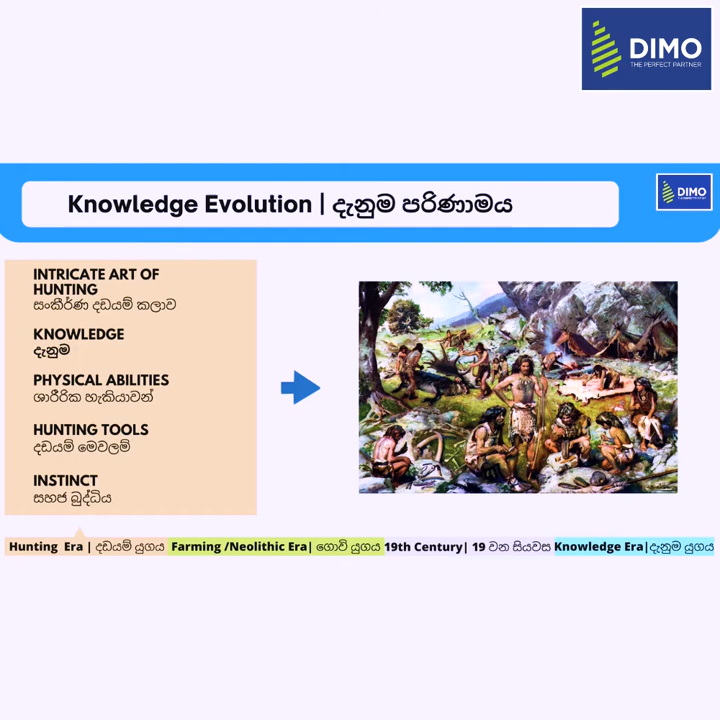 DIMO
THE PERFECT PARTNER
Knowledge Evolution | දැනුම පරිණාමය
DIMO
INTRICATE ART OF
HUNTING
සංකීර්ණ දඩයම් කලාව
KNOWLEDGE
දැනුම
PHYSICAL ABILITIES
ශාරීරික හැකියාවන්
HUNTING TOOLS
දඩයම් මෙවලම්
INSTINCT
සහජ බුද්ධිය
Hunting Era | දඩයම් යුගය Farming /Neolithic Era| ගොවි යුගය 19th Century| 19 වන සියවස Knowledge Era|දැනුම යුගය